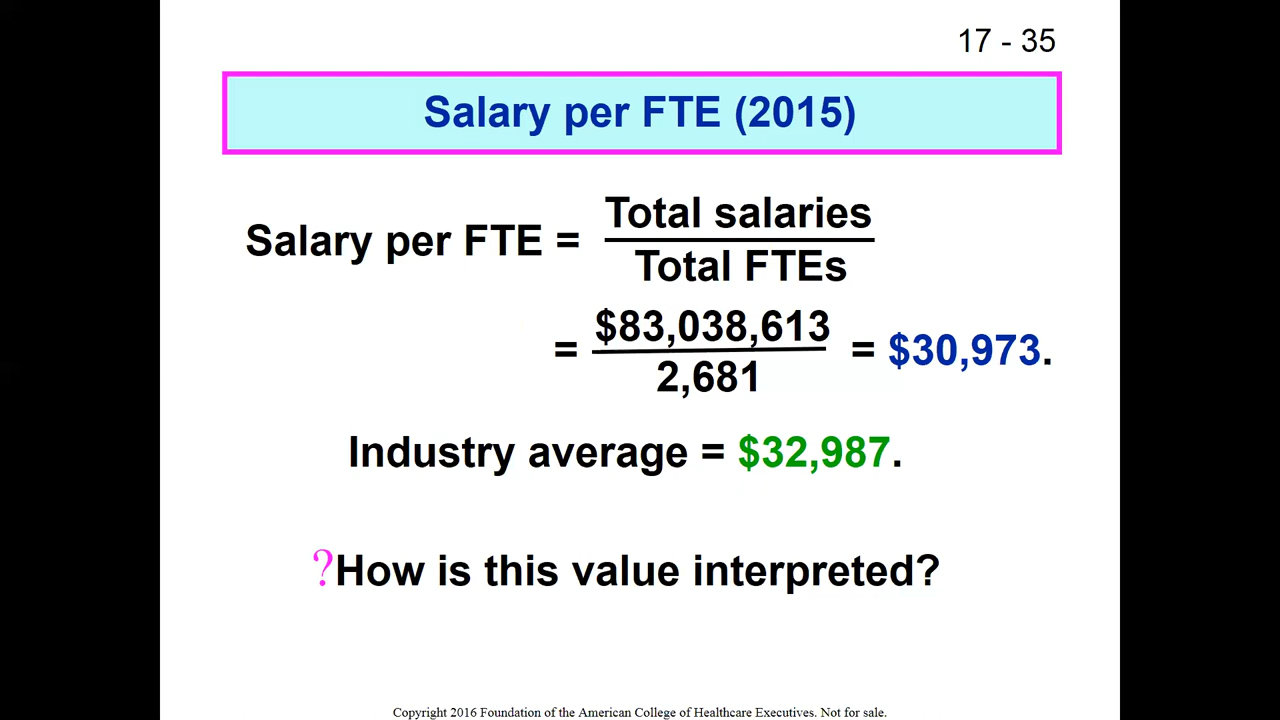 17 - 35
Salary per FTE (2015)
Salary per FTE = Total salaries
Total FTEs
= $83,038,613 = $30,973.
2,681
Industry average = $32,987.
?How is this value interpreted?
Copyright 2016 Foundation of the American College of Healthcare Executives. Not for sale.